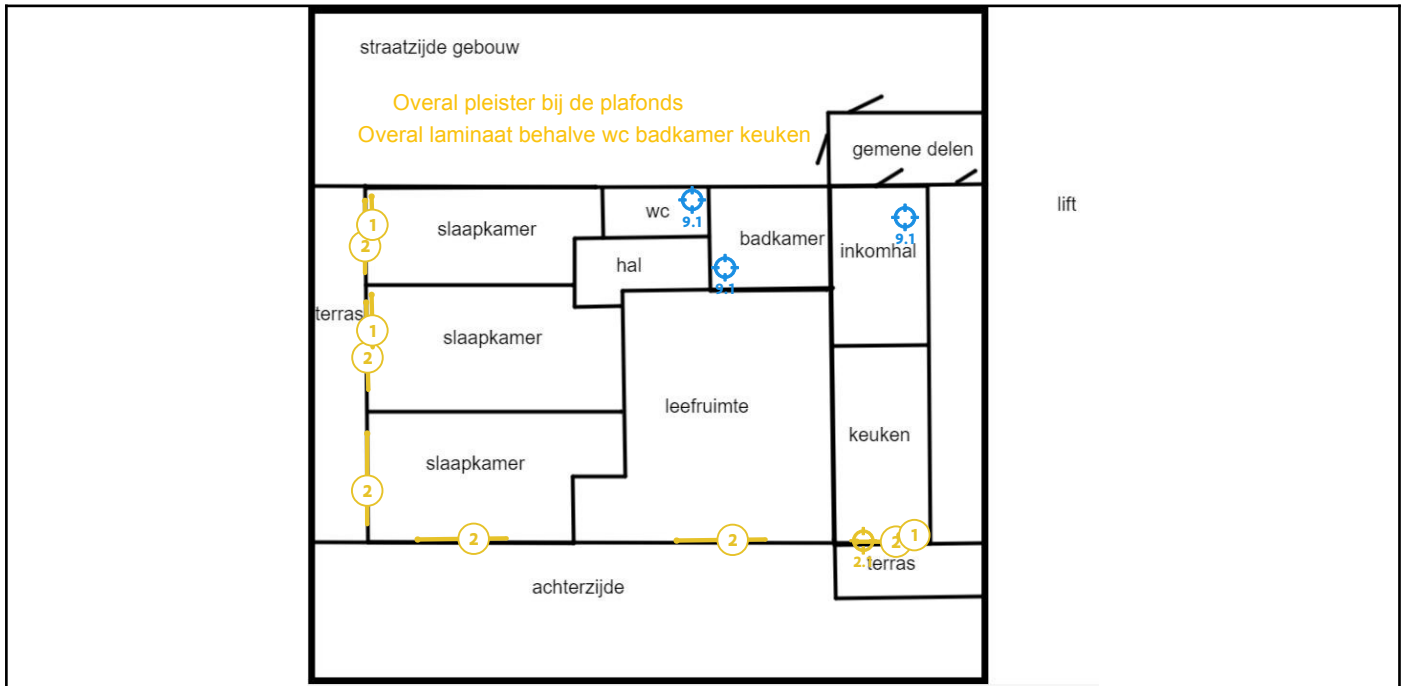 straatzijde gebouw
Overal pleister bij de plafonds
Overal laminaat behalve wc badkamer keuken
gemene delen
lift
slaapkamer
wc
9.1
badkamer
inkomhal
9.1
1
2
hal
9.1
terras
slaapkamer
1
2
leefruimte
keuken
slaapkamer
2
2
2
2
1
2.1
terras
achterzijde